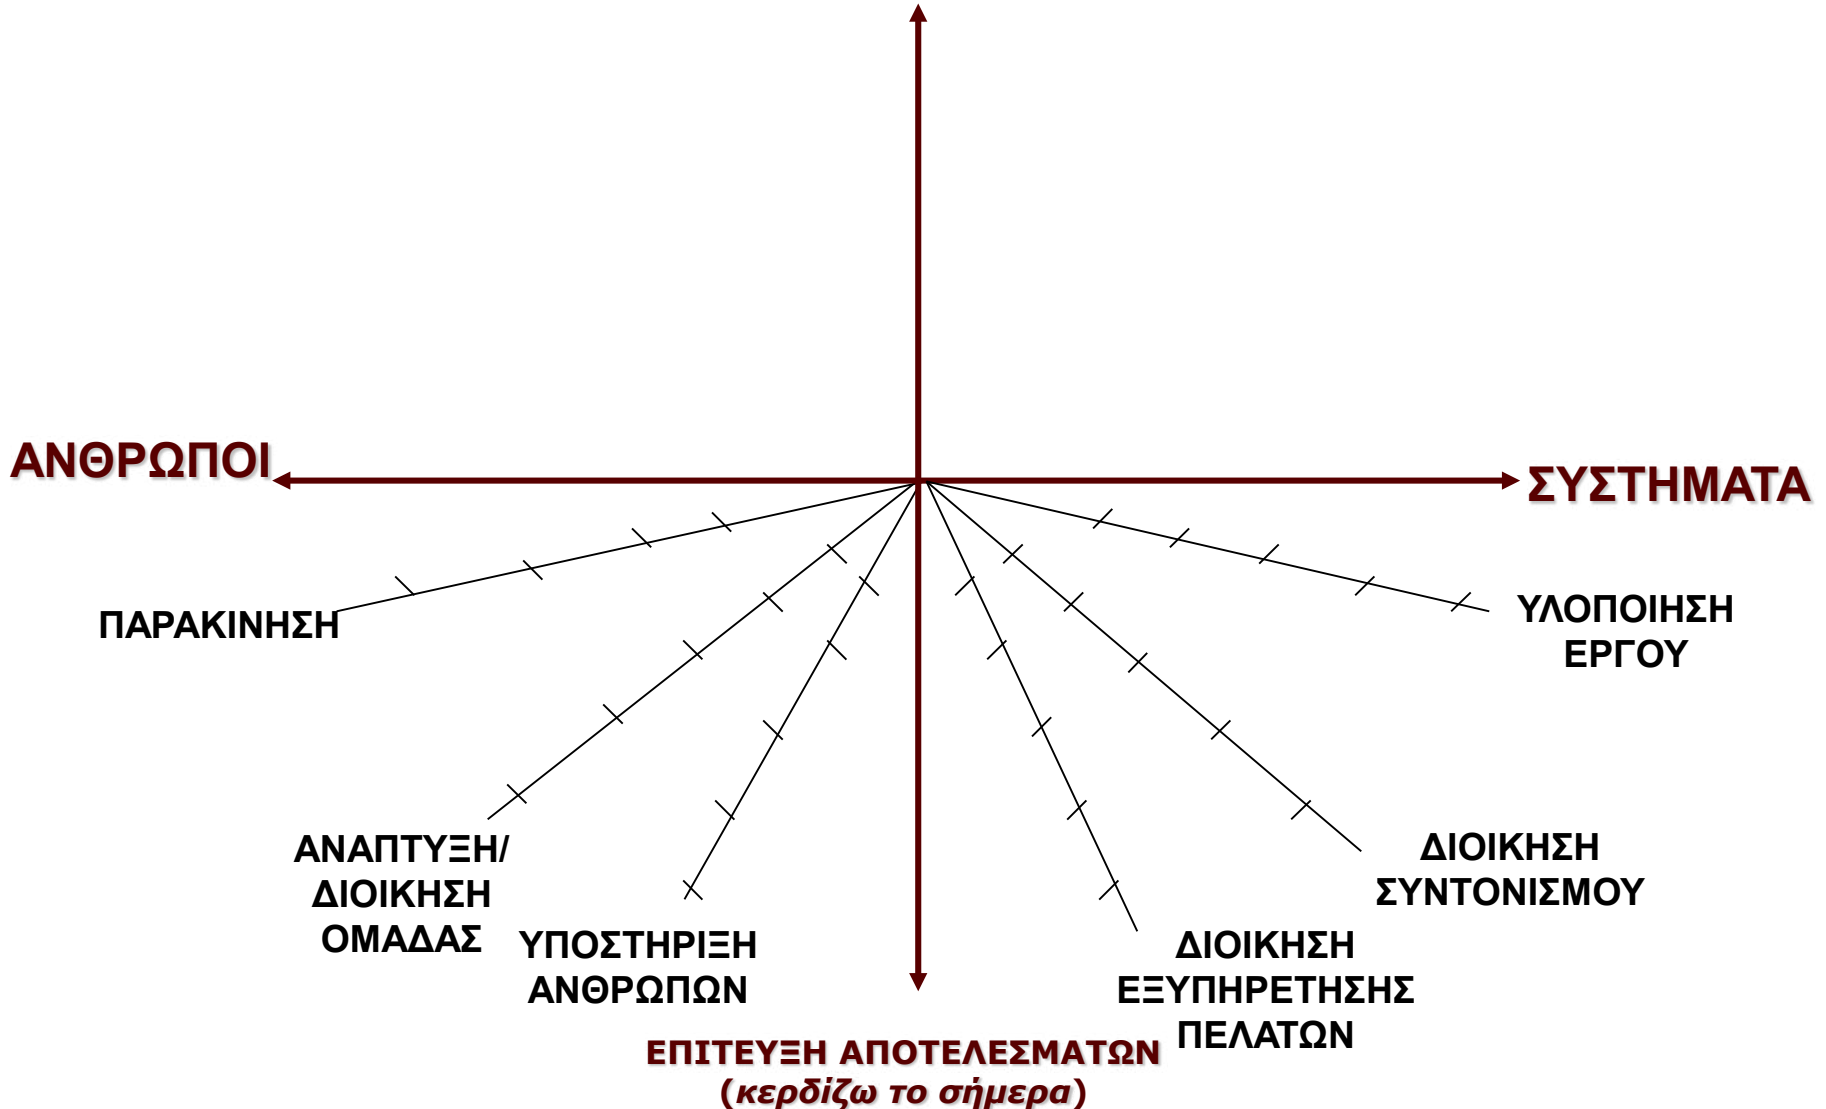 ΑΝΘΡΩΠΟΙ
ΣΥΣΤΗΜΑΤΑ
ΠΑΡΑΚΙΝΗΣΗ
ΥΛΟΠΟΙΗΣΗ
ΕΡΓΟΥ
ΑΝΑΠΤΥΞΗ/
ΔΙΟΙΚΗΣΗ
ΟΜΑΔΑΣ
ΥΠΟΣΤΗΡΙΞΗ
ΑΝΘΡΩΠΩΝ
ΔΙΟΙΚΗΣΗ
ΕΞΥΠΗΡΕΤΗΣΗΣ
ΠΕΛΑΤΩΝ
ΔΙΟΙΚΗΣΗ
ΣΥΝΤΟΝΙΣΜΟΥ
ΕΠΙΤΕΥΞΗ ΑΠΟΤΕΛΕΣΜΑΤΩΝ
(κερδίζω το σήμερα)